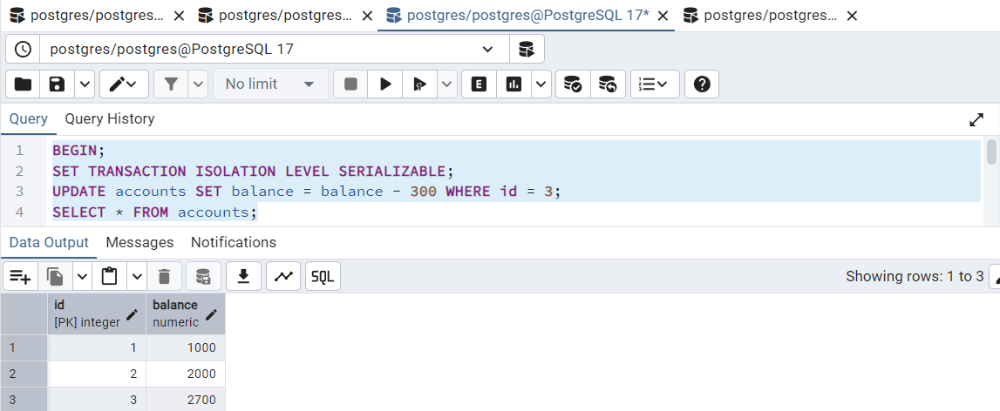 postgres/postgres... postgres/postgres... postgres/postgres@PostgreSQL 17* postgres/postgres...
postgres/postgres@PostgreSQL 17
No limit E
Query Query History
1 BEGIN;
2 SET TRANSACTION ISOLATION LEVEL SERIALIZABLE;
3 UPDATE accounts SET balance = balance - 300 WHERE id = 3;
4 SELECT * FROM accounts;
Data Output Messages Notifications
SQL Showing rows: 1 to 3
id balance
[PK] integer numeric
1 1 1000
2 2 2000
3 3 2700